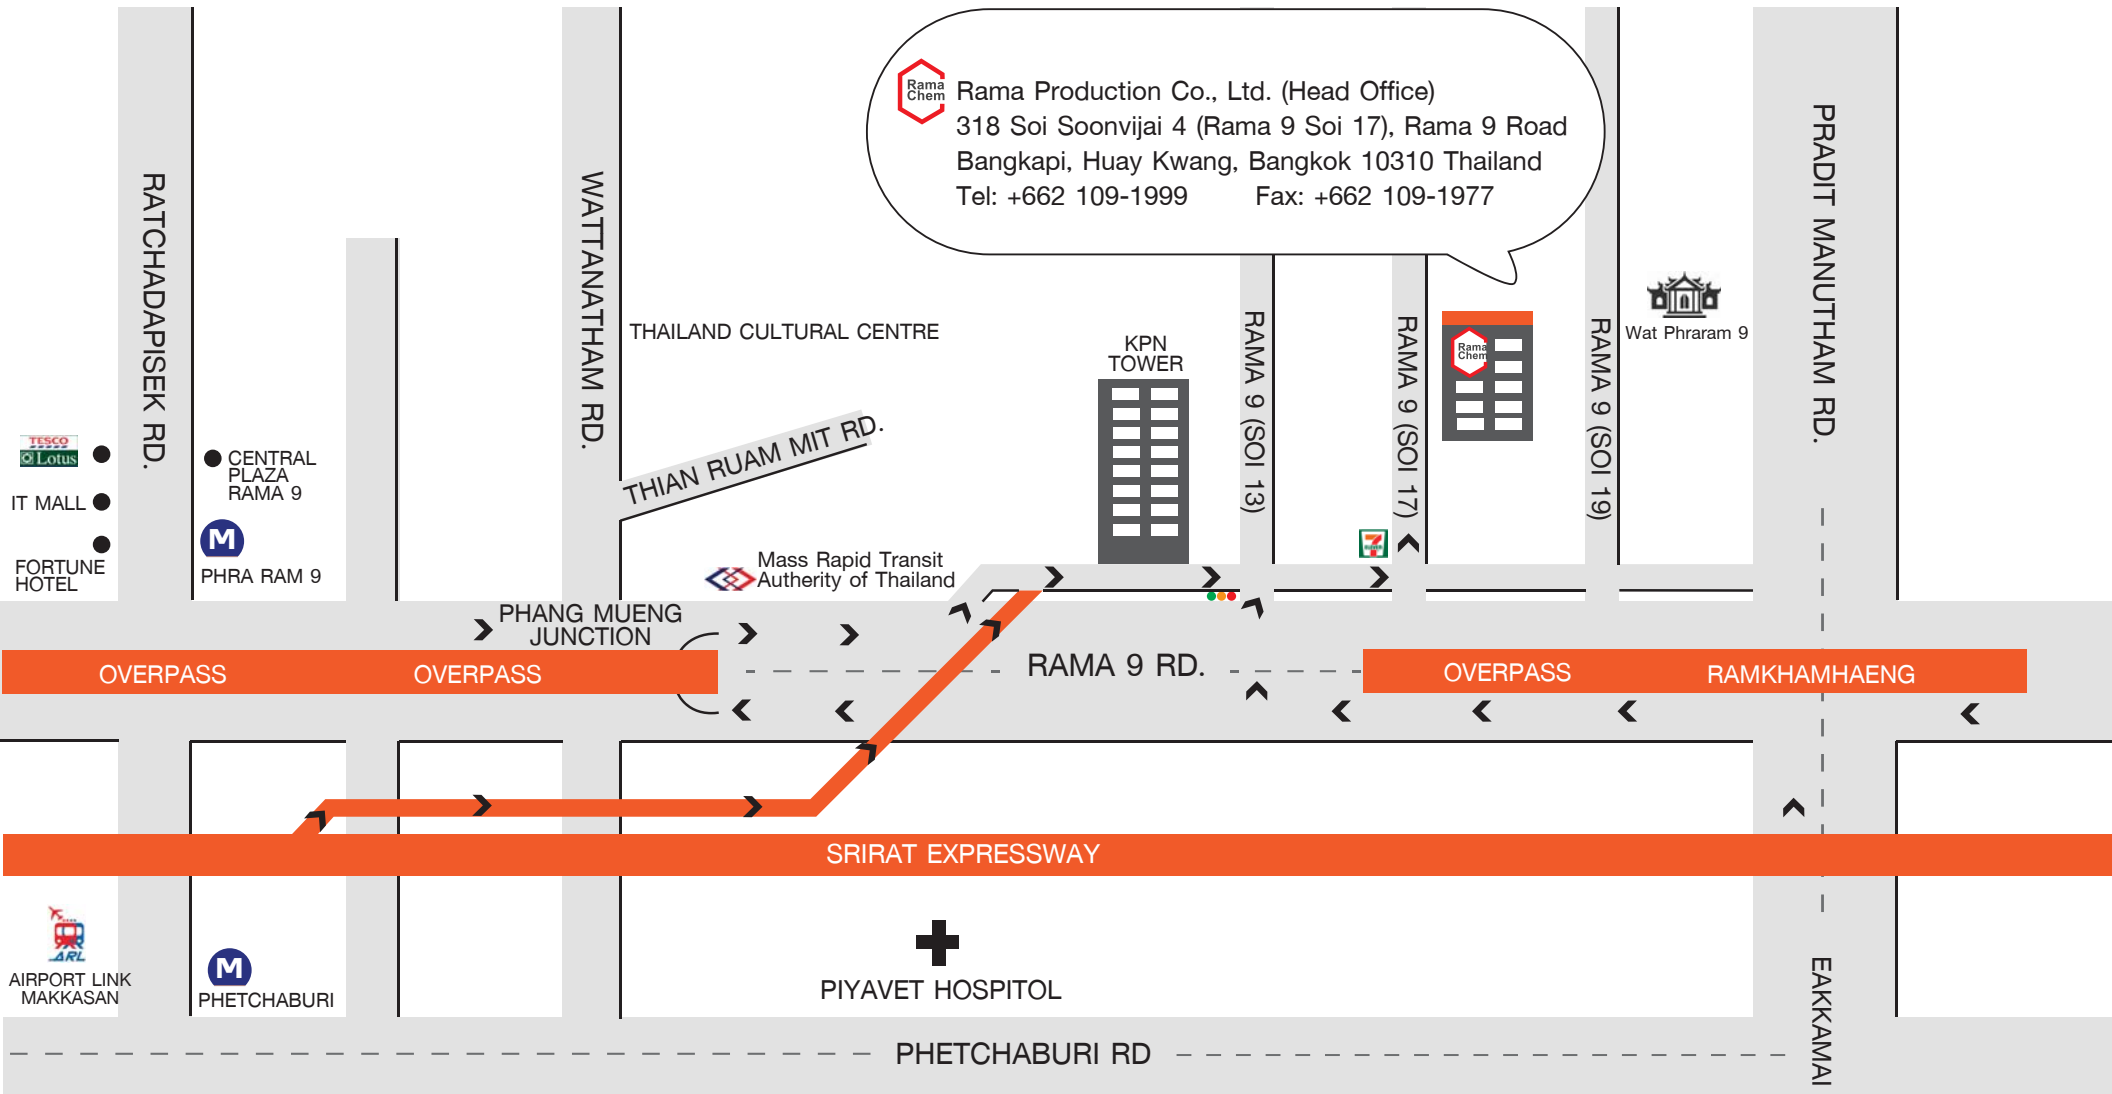 Rama
Chem
Rama Production Co., Ltd. (Head Office)
318 Soi Soonvijai 4 (Rama 9 Soi 17), Rama 9 Road
Bangkapi, Huay Kwang, Bangkok 10310 Thailand
Tel: +662 109-1999 Fax: +662 109-1977
RATCHADAPISEK RD.
WATTANATHAM RD.
THAILAND CULTURAL CENTRE
KPN
TOWER
RAMA 9 (SOI 13)
RAMA 9 (SOI 17)
Rama
Chem
RAMA 9 (SOI 19)
Wat Phraram 9
PRADIT MANUTHAM RD.
TESCO
Lotus
IT MALL
FORTUNE
HOTEL
CENTRAL
PLAZA
RAMA 9
M
PHRA RAM 9
THIAN RUAM MIT RD.
Mass Rapid Transit
Autherity of Thailand
7
ELEVEN
PHANG MUENG
JUNCTION
OVERPASS
OVERPASS
RAMA 9 RD.
OVERPASS
RAMKHAMHAENG
SRIRAT EXPRESSWAY
ARL
AIRPORT LINK
MAKKASAN
M
PHETCHABURI
PIYAVET HOSPITOL
EAKKAMAI
PHETCHABURI RD